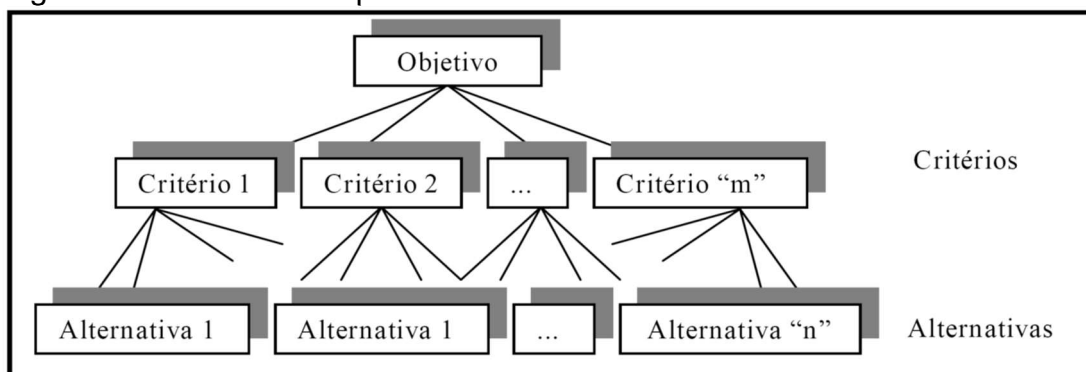 Objetivo
Critério 1
Critério 2
...
Critério “m”
Critérios
Alternativa 1
Alternativa 1
...
Alternativa “n”
Alternativas